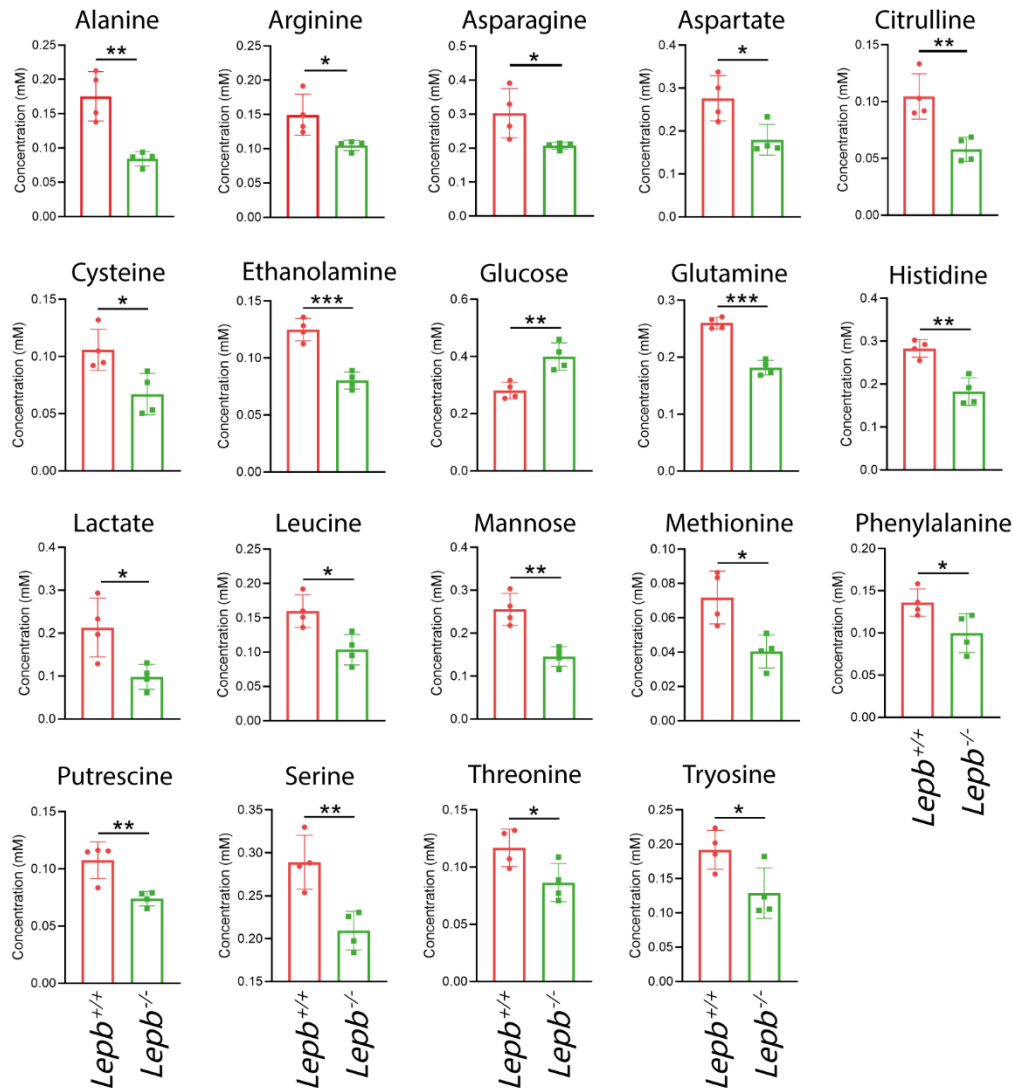 Alanine
Arginine
Asparagine
Aspartate
Citrulline
Concentration (mM)
0.25
0.20
0.15
0.10
0.05
0.00
**
Concentration (mM)
0.25
0.20
0.15
0.10
0.05
0.00
*
Concentration (mM)
0.5
0.4
0.3
0.2
0.1
0.0
*
Concentration (mM)
0.4
0.3
0.2
0.1
0.0
*
Concentration (mM)
0.15
0.10
0.05
0.00
**
Cysteine
Ethanolamine
Glucose
Glutamine
Histidine
Concentration (mM)
0.15
0.10
0.05
0.00
*
Concentration (mM)
0.15
0.10
0.05
0.00
***
Concentration (mM)
0.6
0.4
0.2
0.0
**
Concentration (mM)
0.3
0.2
0.1
0.00
***
Concentration (mM)
0.4
0.3
0.2
0.1
0.0
**
Lactate
Leucine
Mannose
Methionine
Phenylalanine
Concentration (mM)
0.4
0.3
0.2
0.1
0.0
*
Concentration (mM)
0.25
0.20
0.15
0.10
0.05
0.00
*
Concentration (mM)
0.4
0.3
0.2
0.1
0.0
**
Concentration (mM)
0.10
0.08
0.06
0.04
0.02
0.00
*
Concentration (mM)
0.20
0.15
0.10
0.05
0.00
*
Lepb+/+
Lepb-/-
Putrescine
Serine
Threonine
Tryosine
Concentration (mM)
0.15
0.10
0.05
0.00
**
Concentration (mM)
0.35
0.30
0.25
0.20
0.15
**
Concentration (mM)
0.15
0.10
0.05
0.00
*
Concentration (mM)
0.25
0.20
0.15
0.10
0.05
0.00
*
Lepb+/+
Lepb-/-
Lepb+/+
Lepb-/-
Lepb+/+
Lepb-/-
Lepb+/+
Lepb-/-